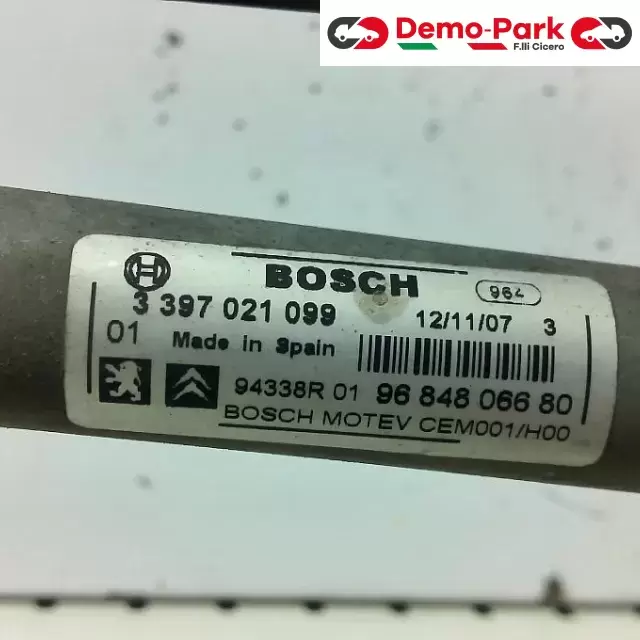 Demo-Park
F.lli Cicero
BOSCH 964
3 397 021 099 12/11/07 3
01 Made in Spain
94338R 01 96 848 066 80
BOSCH MOTEV CEM001/H00